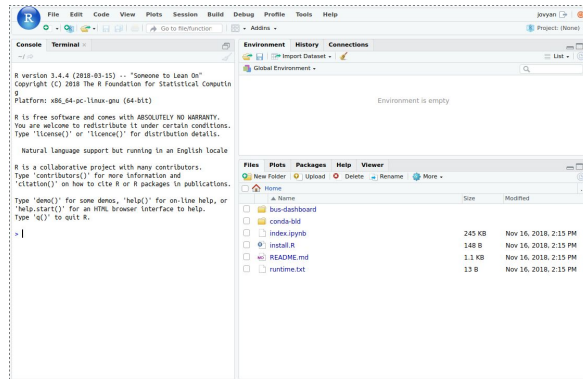 File Edit Code View Plots Session Build Debug Profile Tools Help jovyan
Go to file/function Addins Project: (None)
Console Terminal
~/
R version 3.4.4 (2018-03-15) -- "Someone to Lean On"
Copyright (C) 2018 The R Foundation for Statistical Computin
g
Platform: x86_64-pc-linux-gnu (64-bit)
R is free software and comes with ABSOLUTELY NO WARRANTY.
You are welcome to redistribute it under certain conditions.
Type 'license()' or 'licence()' for distribution details.
Natural language support but running in an English locale
R is a collaborative project with many contributors.
Type 'contributors()' for more information and
'citation()' on how to cite R or R packages in publications.
Type 'demo()' for some demos, 'help()' for on-line help, or
'help.start()' for an HTML browser interface to help.
Type 'q()' to quit R.
>
Environment History Connections
Import Dataset List
Global Environment
Environment is empty
Files Plots Packages Help Viewer
New Folder Upload Delete Rename More
Home
Name Size Modified
bus-dashboard
conda-bld
index.ipynb 245 KB Nov 16, 2018, 2:15 PM
install.R 148 B Nov 16, 2018, 2:15 PM
README.md 1.1 KB Nov 16, 2018, 2:15 PM
runtime.txt 13 B Nov 16, 2018, 2:15 PM